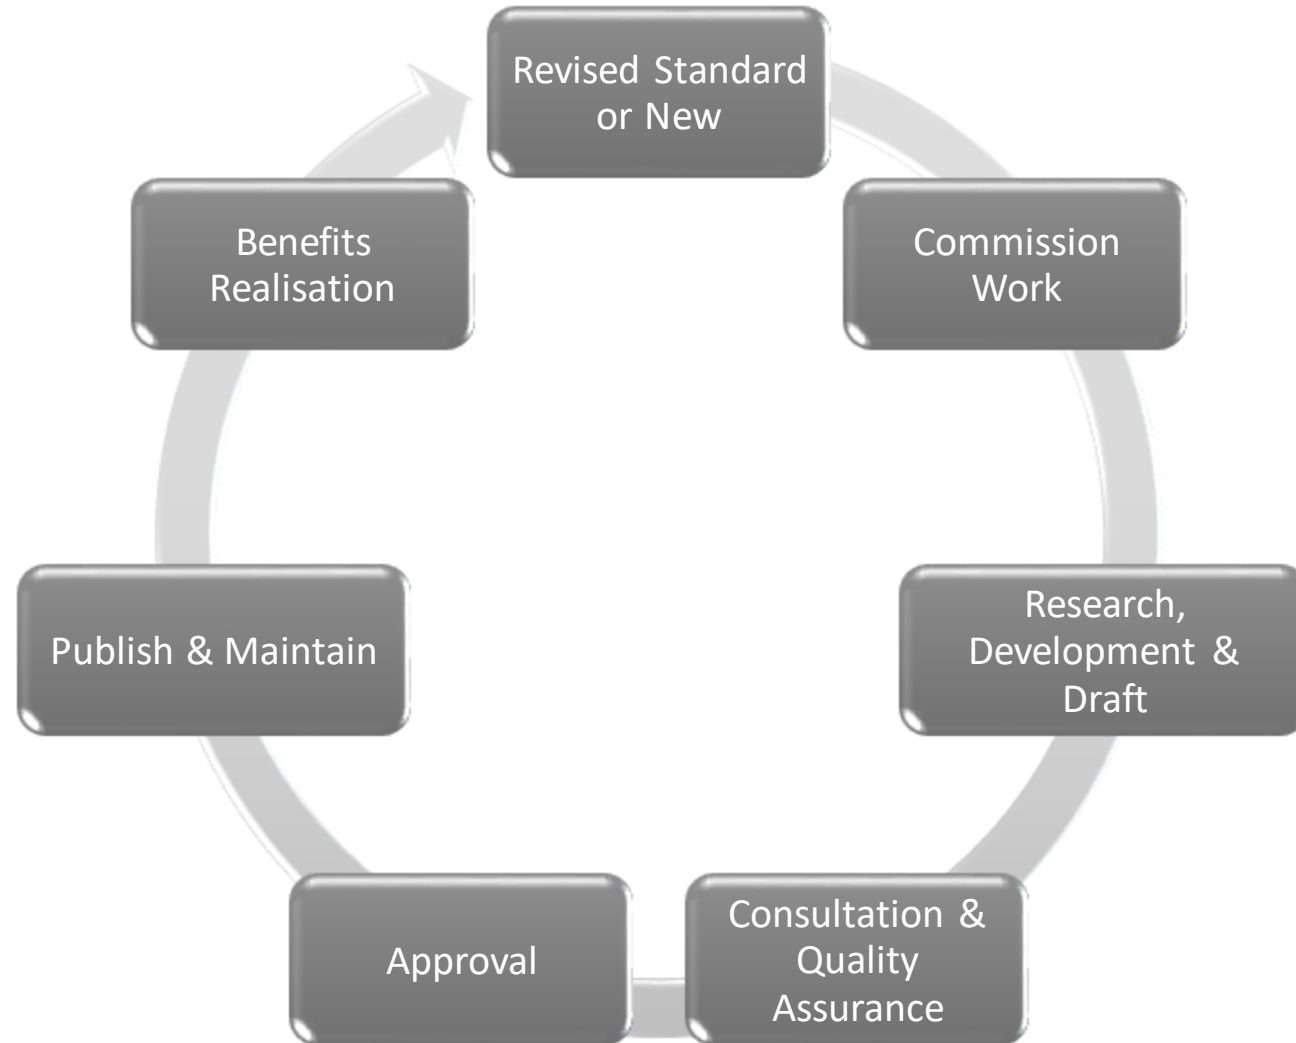 Revised Standard
or New
Commission
Work
Research,
Development &
Draft
Consultation &
Quality
Assurance
Approval
Publish & Maintain
Benefits
Realisation